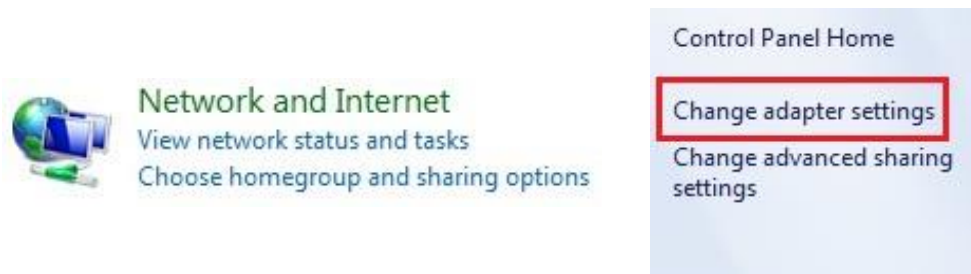 Network and Internet
View network status and tasks
Choose homegroup and sharing options
Control Panel Home
Change adapter settings
Change advanced sharing
settings